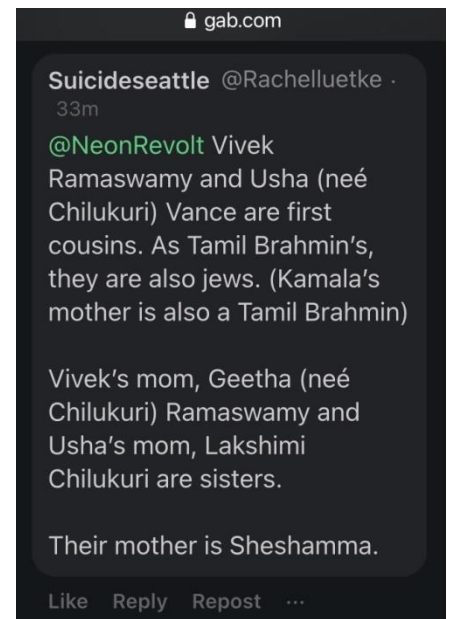 gab.com
Suicideseattle @Rachelluetke ·
33m
@NeonRevolt Vivek
Ramaswamy and Usha (neé
Chilukuri) Vance are first
cousins. As Tamil Brahmin’s,
they are also jews. (Kamala’s
mother is also a Tamil Brahmin)
Vivek’s mom, Geetha (neé
Chilukuri) Ramaswamy and
Usha’s mom, Lakshimi
Chilukuri are sisters.
Their mother is Sheshamma.
Like Reply Repost ···